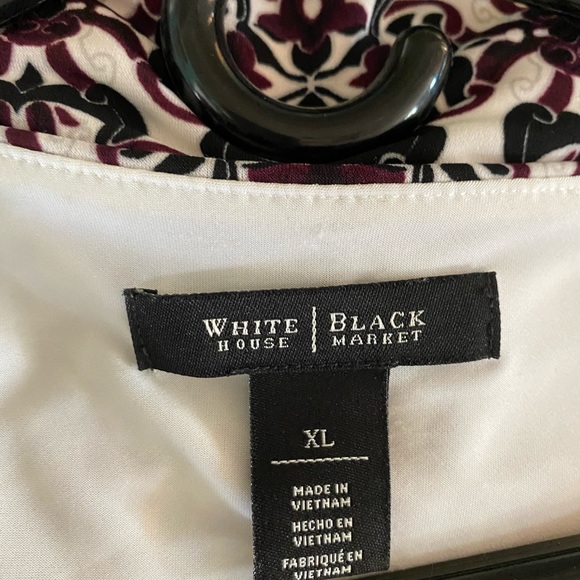 WHITE | BLACK
HOUSE | MARKET
XL
MADE IN
VIETNAM
HECHO EN
VIETNAM
FABRIQUÉ EN
VIETNAM